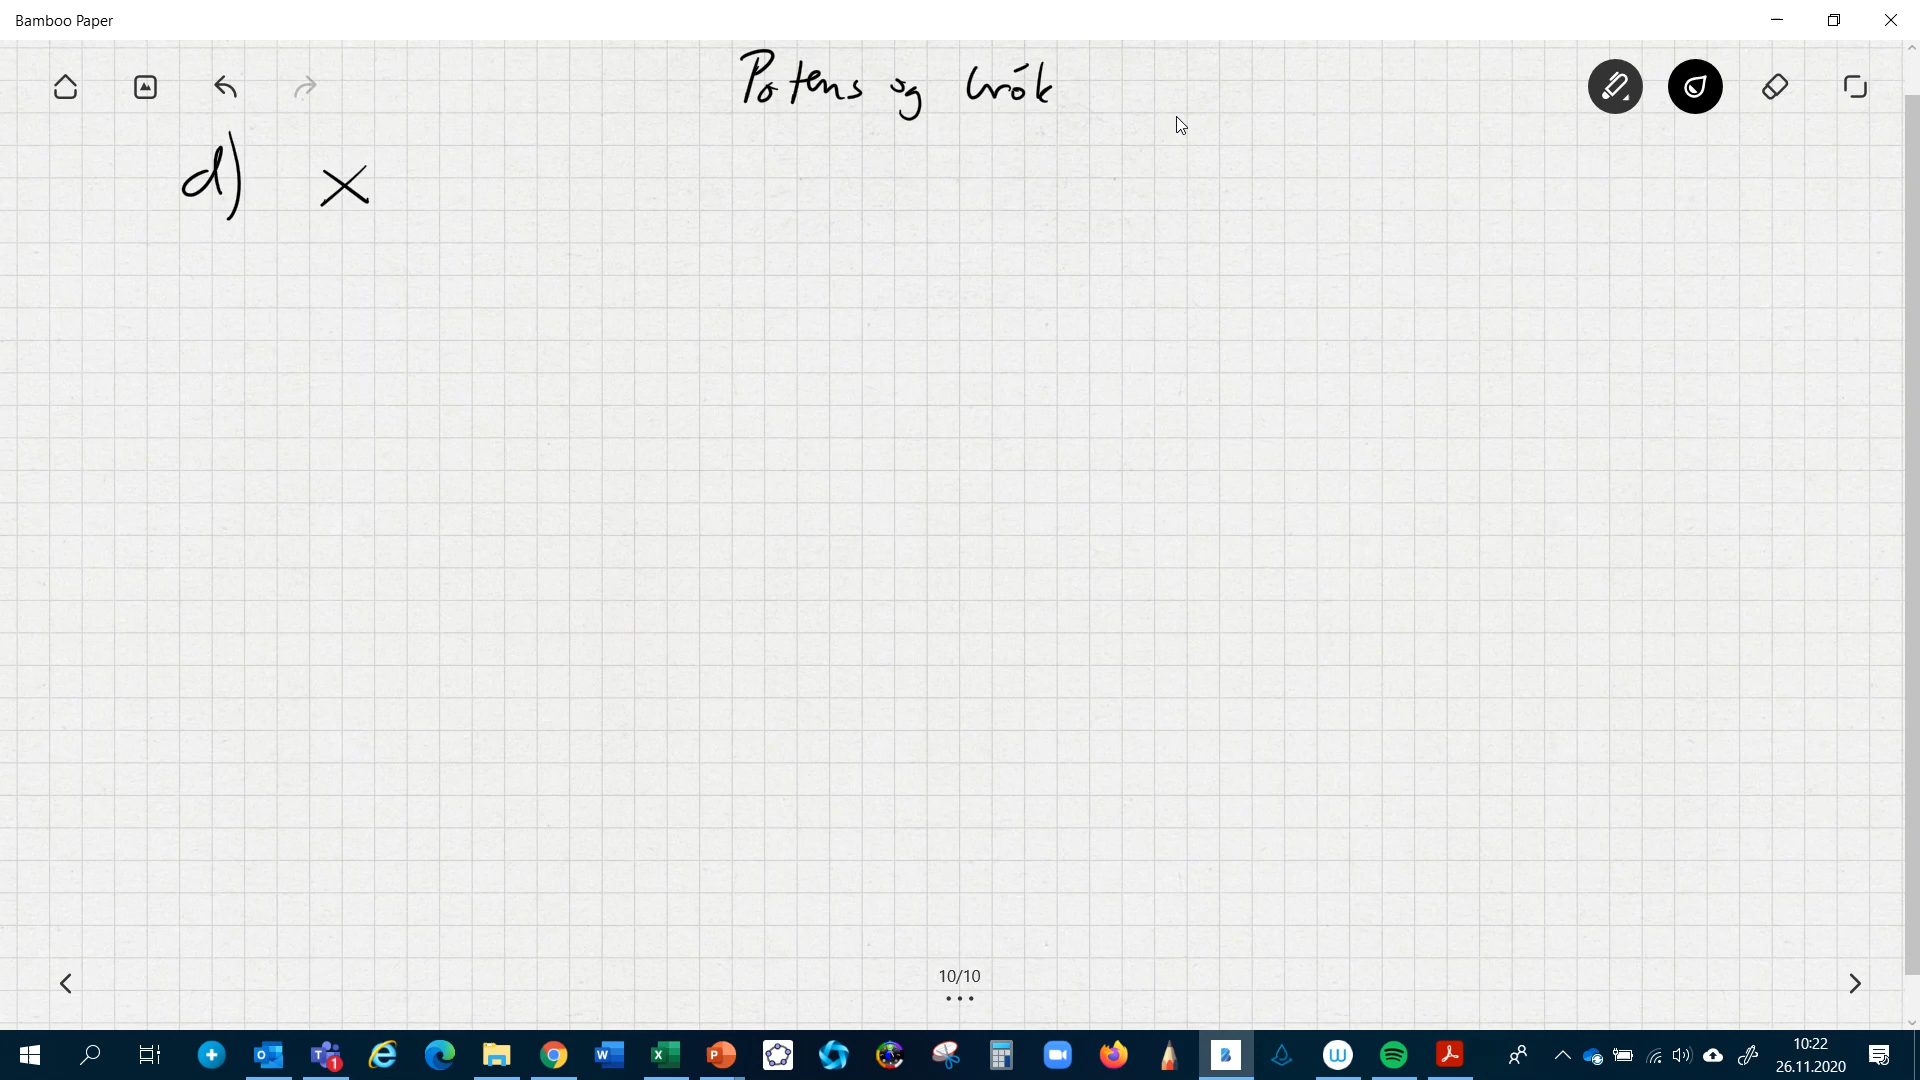 Bamboo Paper
Potens og brøk
d) x
10/10
10:22
26.11.2020